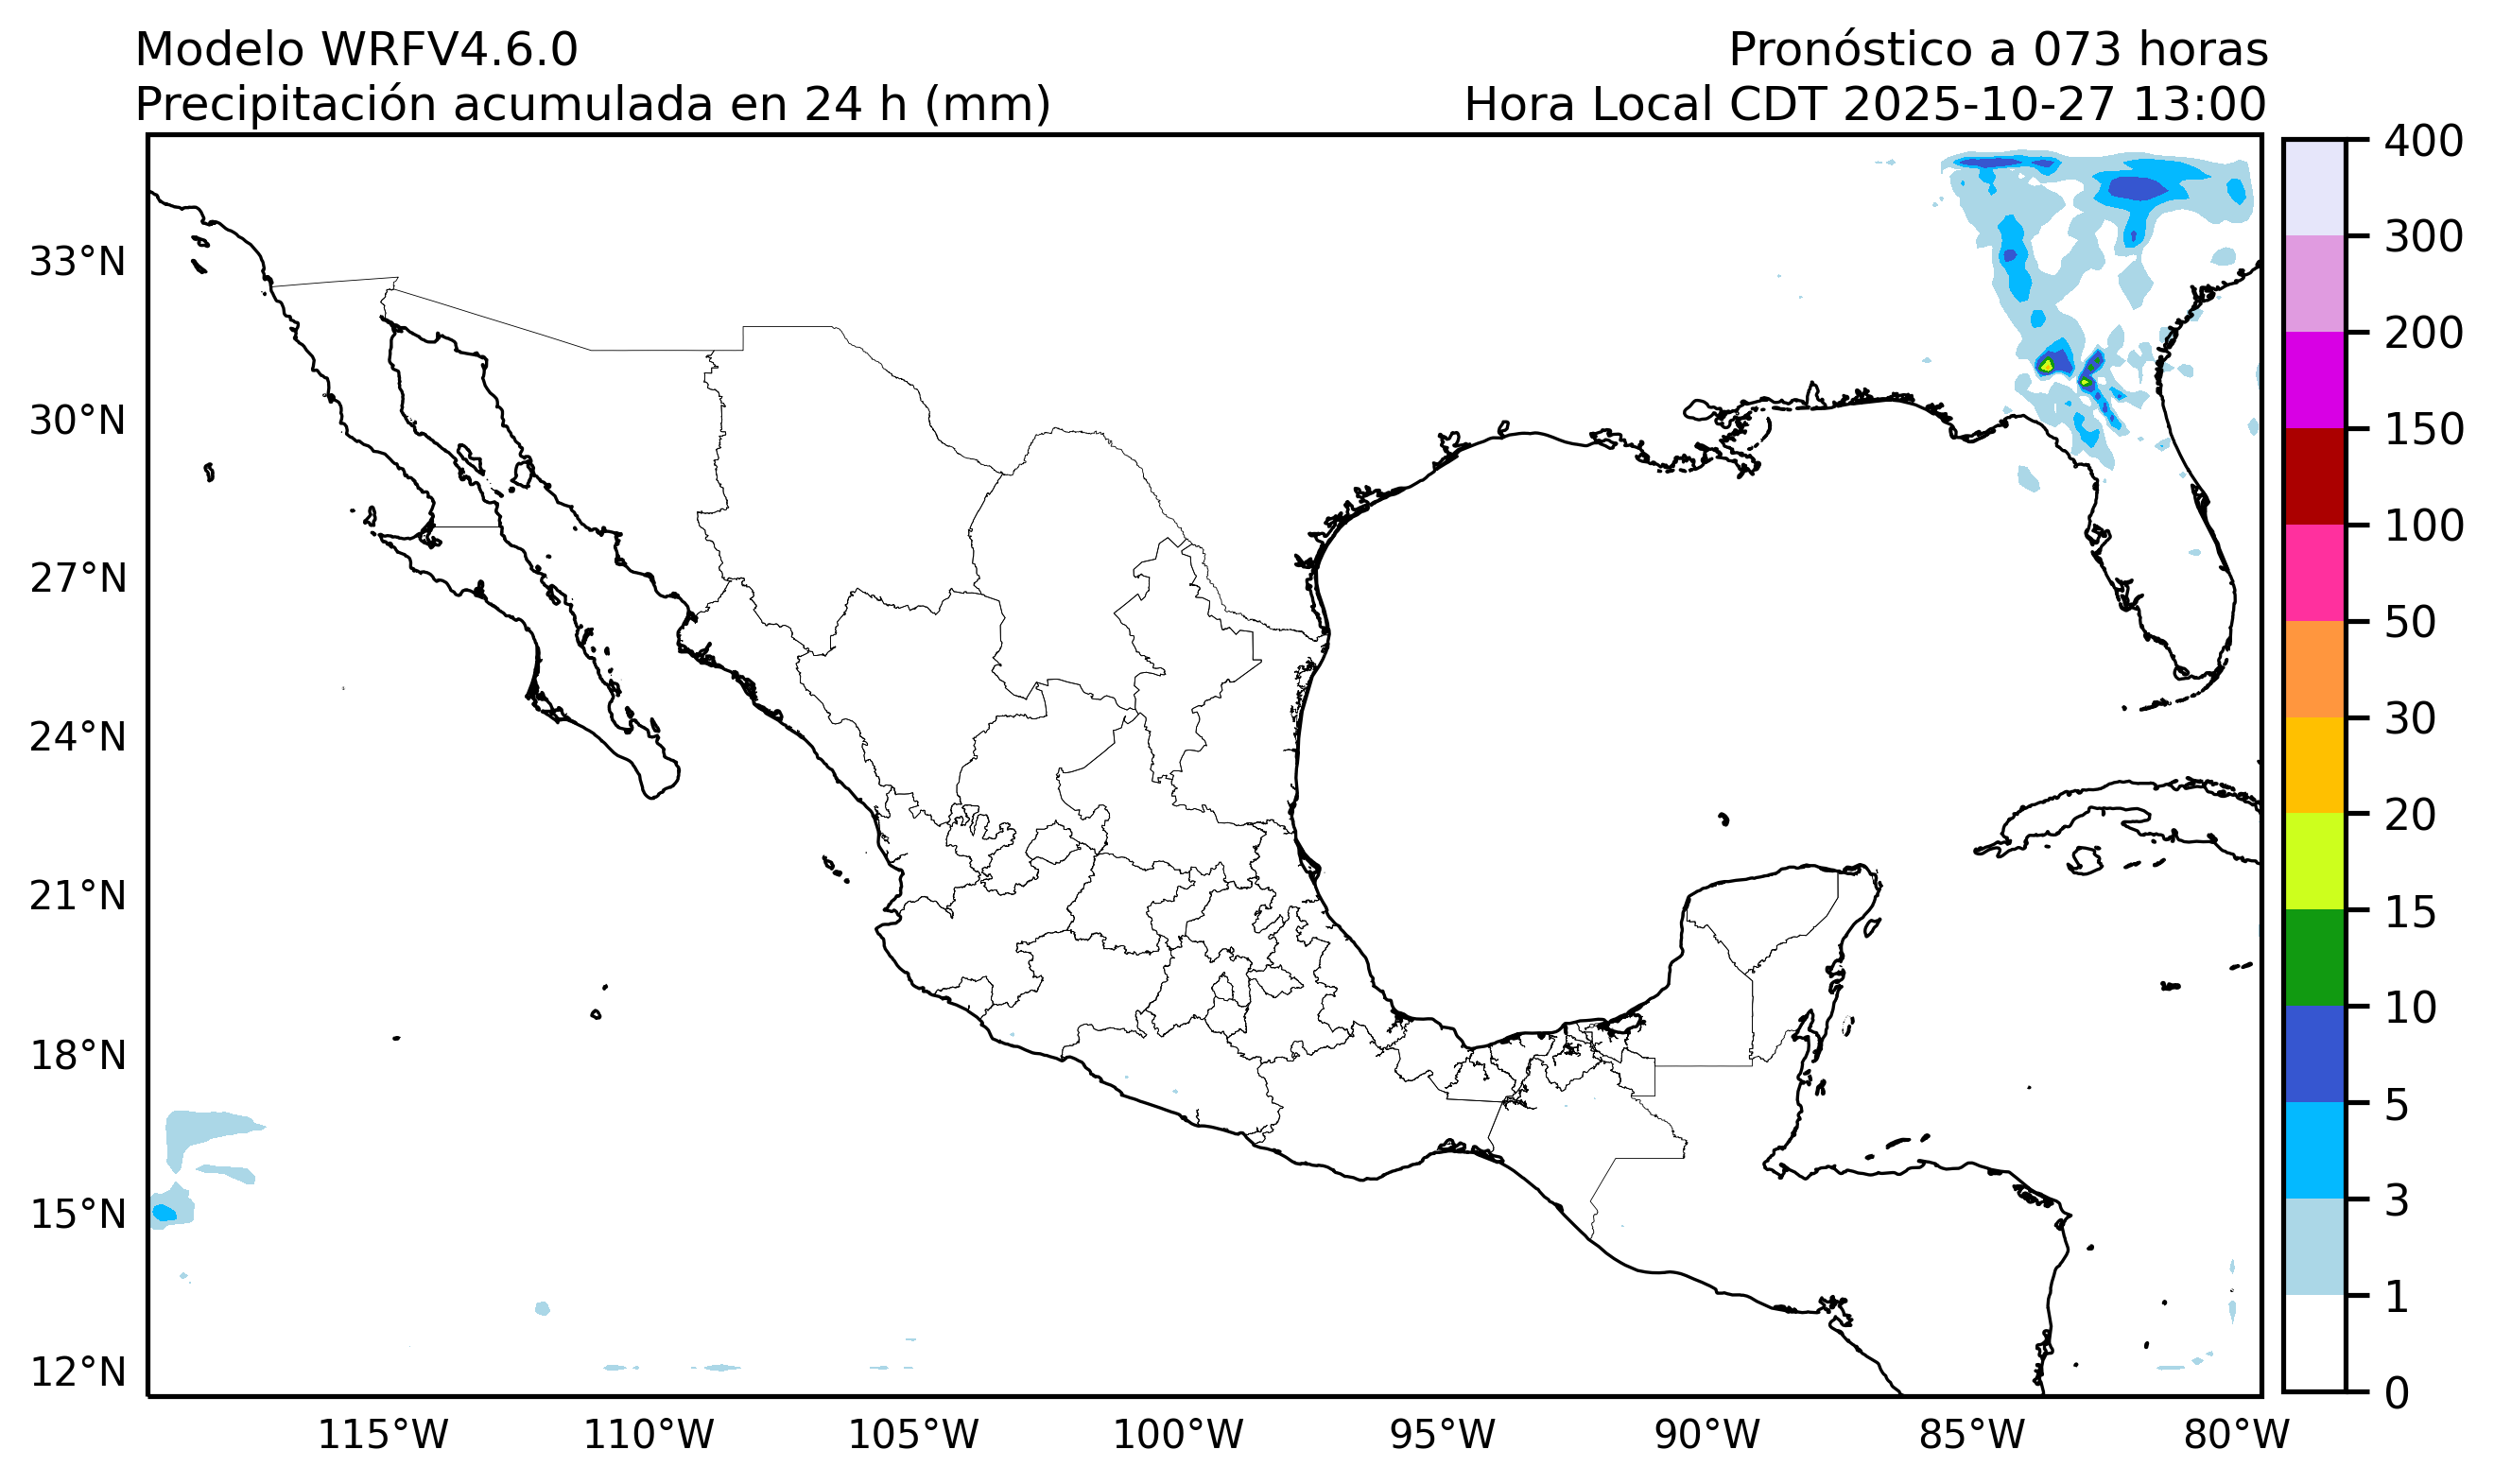 Modelo WRFV4.6.0
Pronóstico a 073 horas
Precipitación acumulada en 24 h (mm)
Hora Local CDT 2025-10-27 13:00
33°N
30°N
27°N
24°N
21°N
18°N
15°N
12°N
115°W
110°W
105°W
100°W
95°W
90°W
85°W
80°W
400
300
200
150
100
50
30
20
15
10
5
3
1
0